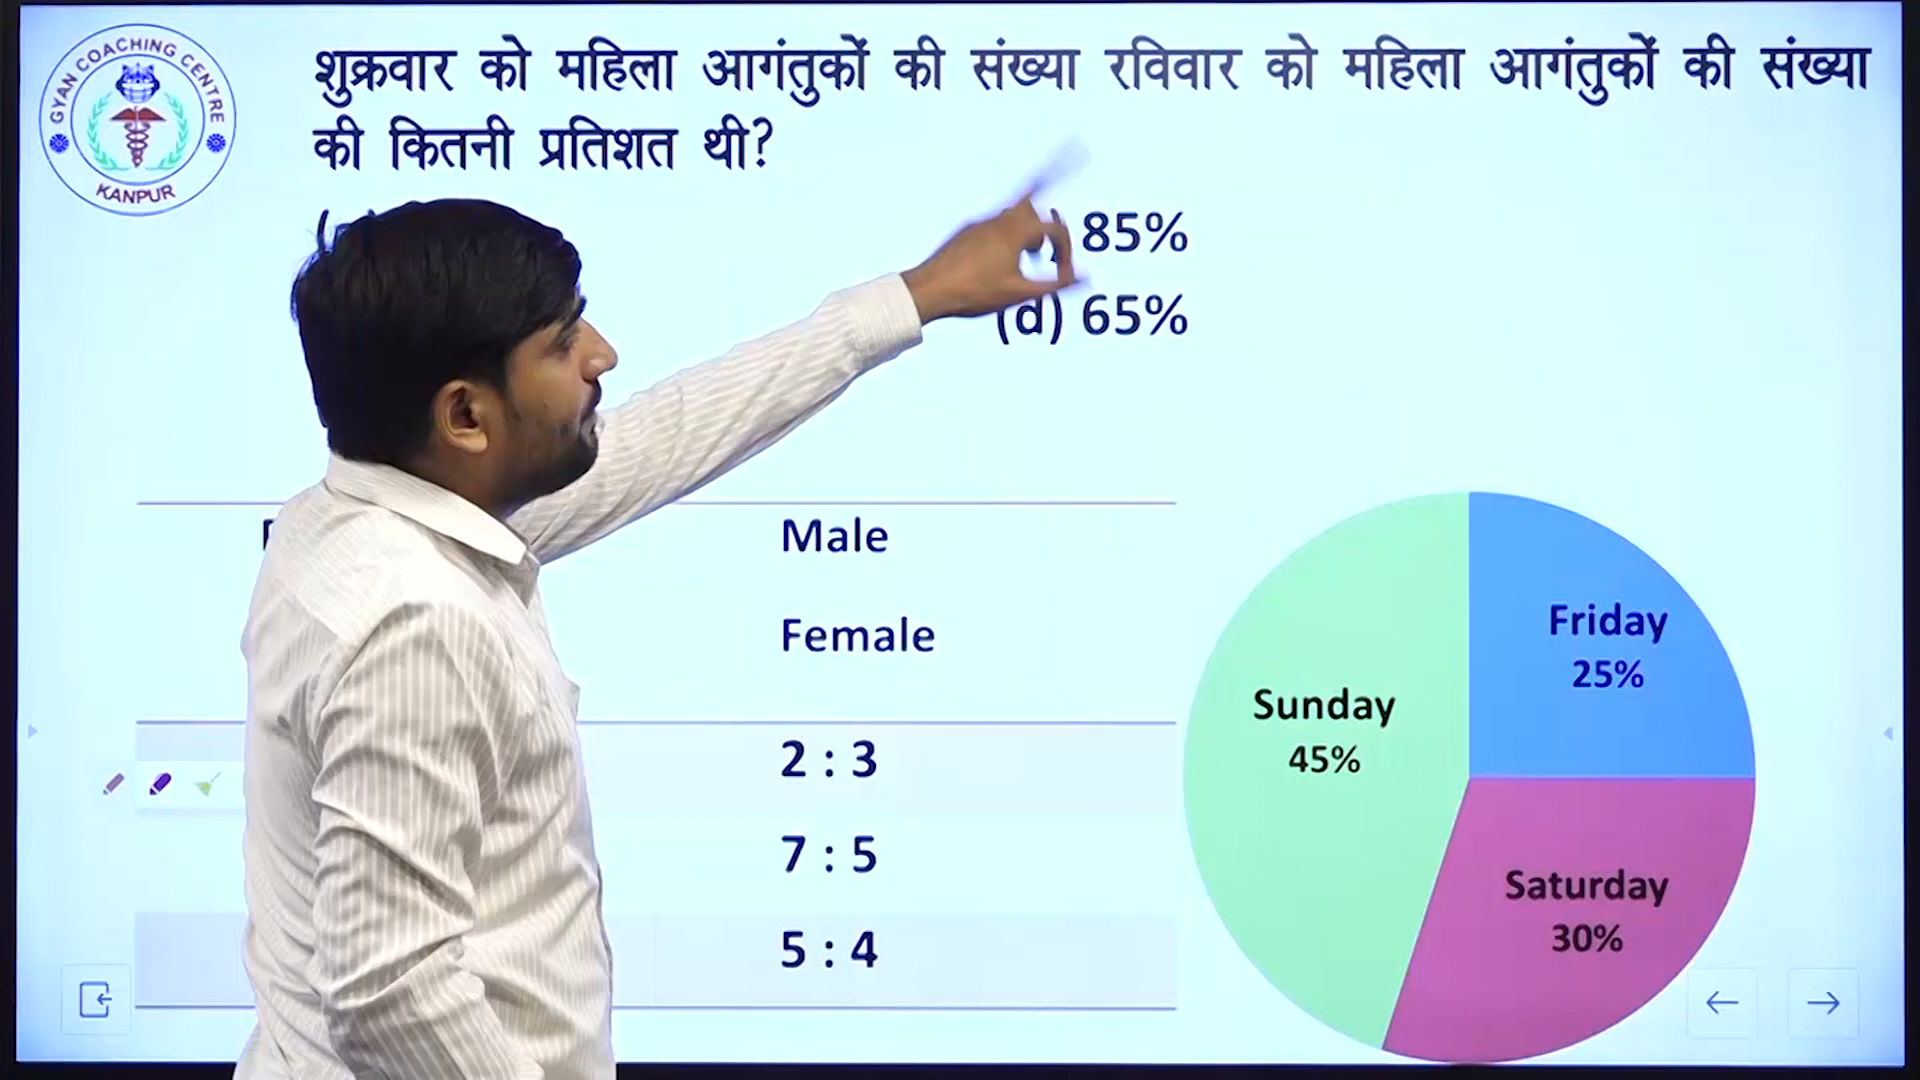 GYAN COACHING CENTRE
KANPUR
शुक्रवार को महिला आगंतुकों की संख्या रविवार को महिला आगंतुकों की संख्या
की कितनी प्रतिशत थी?
85%
(d) 65%
Male
Female
2 : 3
7 : 5
5 : 4
Friday
25%
Sunday
45%
Saturday
30%